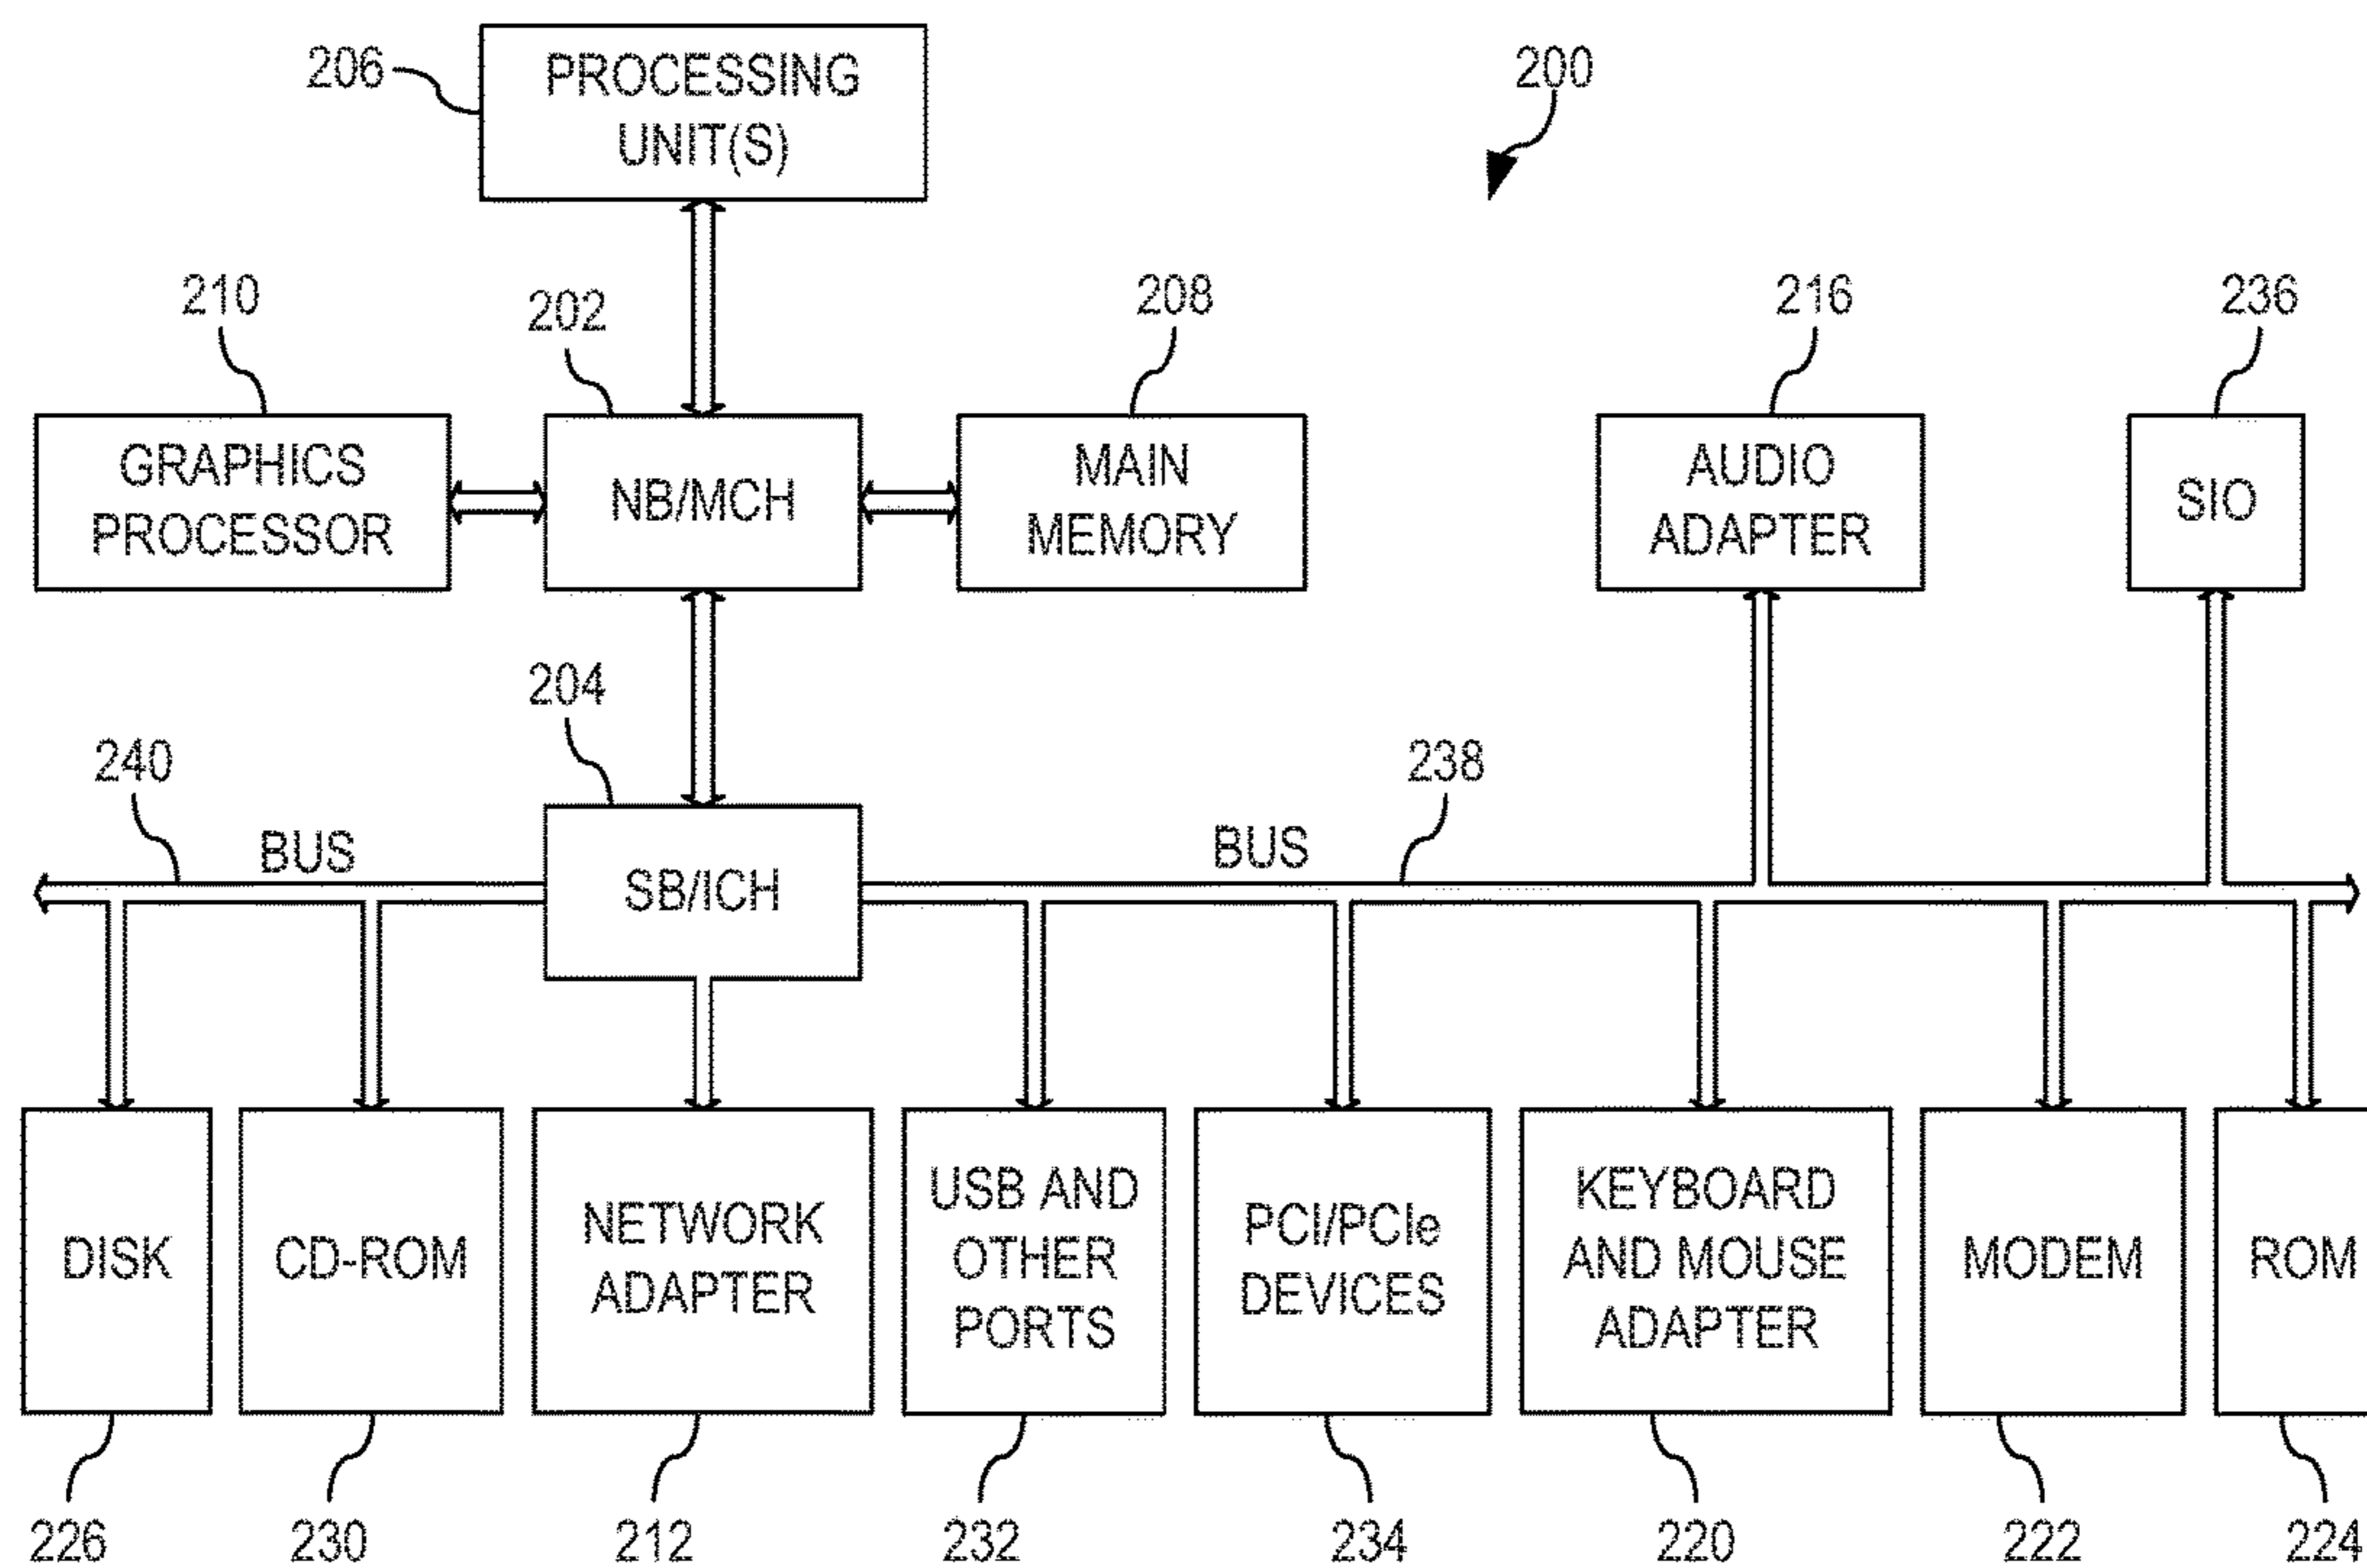 206
PROCESSING
UNIT(S)
200
210
202
208
216
236
GRAPHICS
PROCESSOR
NB/MCH
MAIN
MEMORY
AUDIO
ADAPTER
SIO
204
240
238
BUS
SB/ICH
BUS
DISK
CD-ROM
NETWORK
ADAPTER
USB AND
OTHER
PORTS
PCI/PCIe
DEVICES
KEYBOARD
AND MOUSE
ADAPTER
MODEM
ROM
226
230
212
232
234
220
222
224